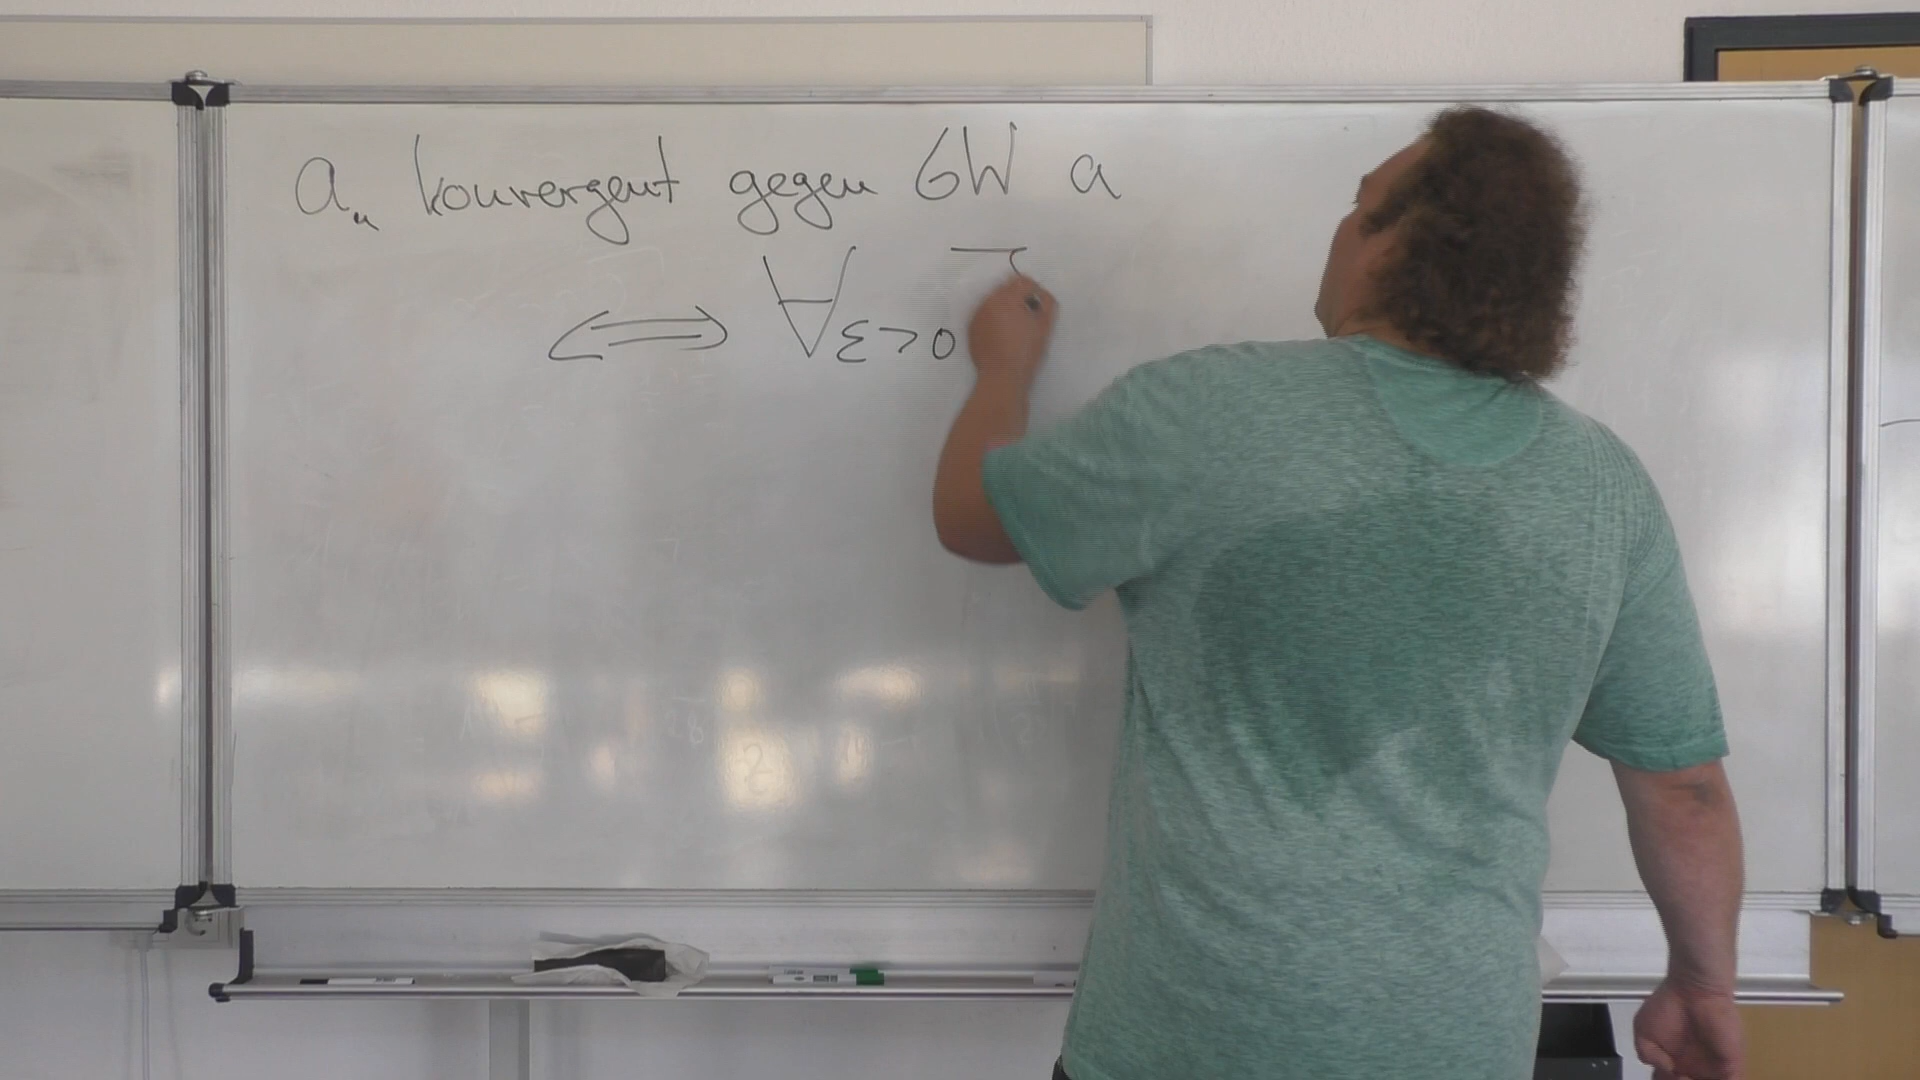 aₙ konvergent gegen GW a
⟺ ∀ε>0